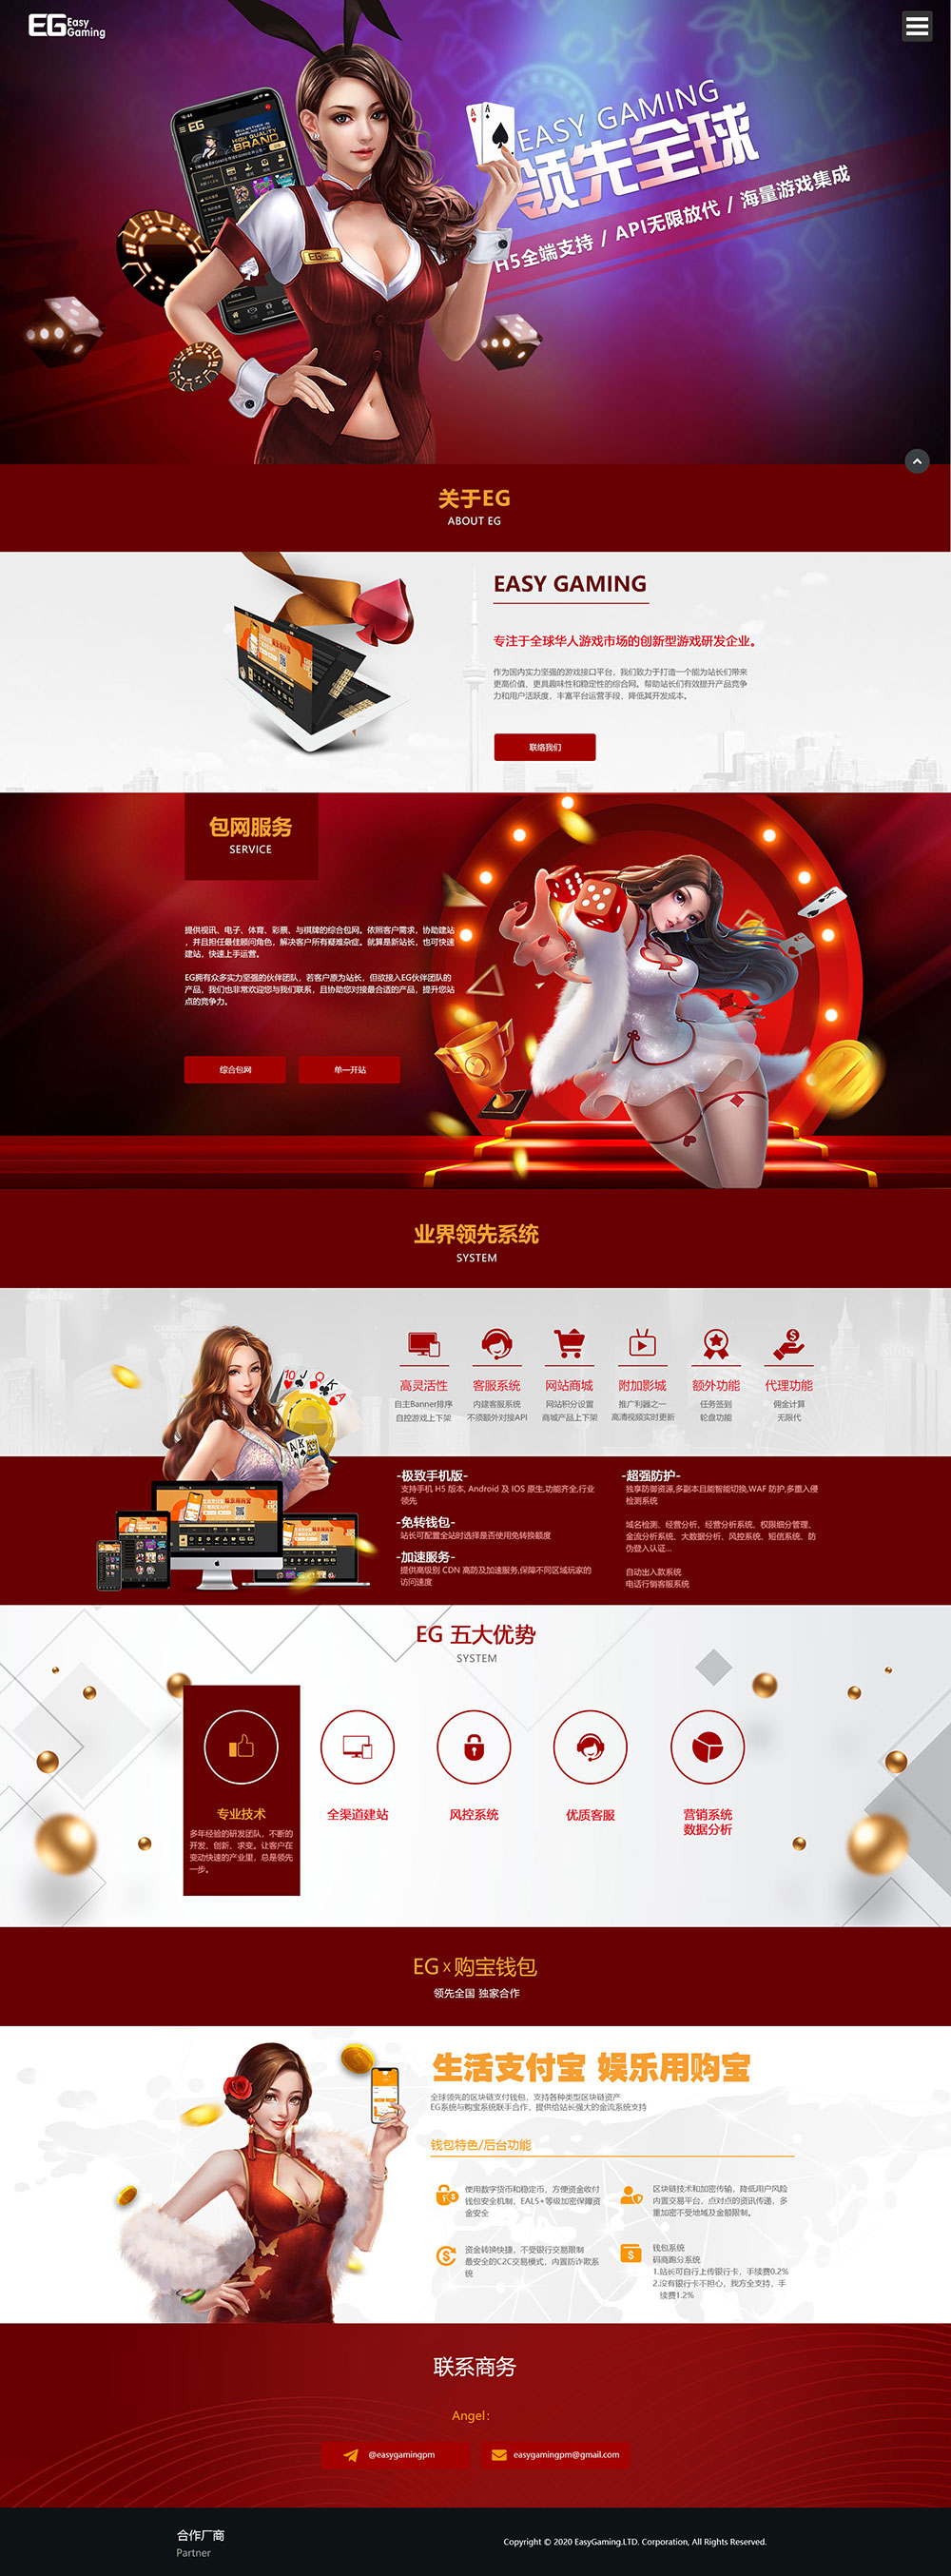 EG Easy
Gaming
EG
HIGH QUALITY
BRAND
A
A
EASY GAMING
领先全球
H5全端支持 / API无限放代 / 海量游戏集成
EG
关于EG
ABOUT EG
EASY GAMING
专注于全球华人游戏市场的创新型游戏研发企业。
作为国内实力坚强的游戏接口平台，我们致力于打造一个能为站长们带来
更高价值、更具趣味性和稳定性的综合网。帮助站长们有效提升产品竞争
力和用户活跃度，丰富平台运营手段，降低其开发成本。
联络我们
包网服务
SERVICE
提供视讯、电子、体育、彩票、与棋牌的综合包网。依照客户需求，协助建站
，并且担任最佳顾问角色，解决客户所有疑难杂症。就算是新站长，也可快速
建站，快速上手运营。
EG拥有众多实力坚强的伙伴团队，若客户原为站长，但欲接入EG伙伴团队的
产品，我们也非常欢迎您与我们联系，且协助您对接最合适的产品，提升您站
点的竞争力。
综合包网
单一开站
业界领先系统
SYSTEM
10 J Q K A
A K
高灵活性
自主Banner排序
自控游戏上下架
客服系统
内建客服系统
不须额外对接API
网站商城
网站积分设置
商城产品上下架
附加影城
推广利器之一
高清视频实时更新
额外功能
任务签到
轮盘功能
代理功能
佣金计算
无限代
-极致手机版-
支持手机 H5 版本, Android 及 IOS 原生,功能齐全,行业
领先
-免转钱包-
站长可配置全站时选择是否使用免转换额度
-加速服务-
提供高级别 CDN 高防及加速服务,保障不同区域玩家的
访问速度
-超强防护-
独享防御资源,多副本且能智能切换,WAF 防护,多重入侵
检测系统
域名检测、经营分析、经营分析系统、权限细分管理、
金流分析系统、大数据分析、风控系统、短信系统、防
伪登入认证...
自动出入款系统
电话行销客服系统
EG 五大优势
SYSTEM
专业技术
多年经验的研发团队，不断的
开发、创新、求变。让客户在
变动快速的产业里，总是领先
一步。
全渠道建站
风控系统
优质客服
营销系统
数据分析
EG x 购宝钱包
领先全国 独家合作
生活支付宝 娱乐用购宝
全球领先的区块链支付钱包，支持各种类型区块链资产
EG系统与购宝系统联手合作，提供给站长强大的金流系统支持
钱包特色/后台功能
使用数字货币和稳定币，方便资金收付
钱包安全机制，EAL5+等级加密保障资
金安全
区块链技术和加密传输，降低用户风险
内置交易平台，点对点的资讯传递，多
重加密不受地域及金额限制。
资金转换快捷，不受银行交易限制
最安全的C2C交易模式，内置防诈欺系
统
钱包系统
码商跑分系统
1.站长可自行上传银行卡，手续费0.2%
2.没有银行卡不担心，我方全支持，手
续费1.2%
联系商务
Angel：
@easygamingpm
easygamingpm@gmail.com
合作厂商
Partner
Copyright © 2020 EasyGaming.LTD. Corporation, All Rights Reserved.